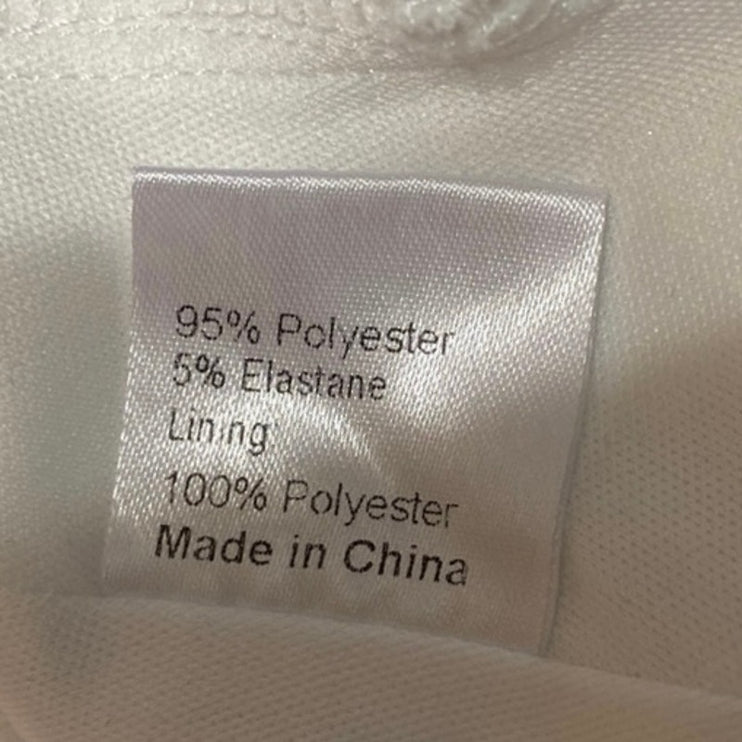 95% Polyester
5% Elastane
Lining:
100% Polyester
Made in China